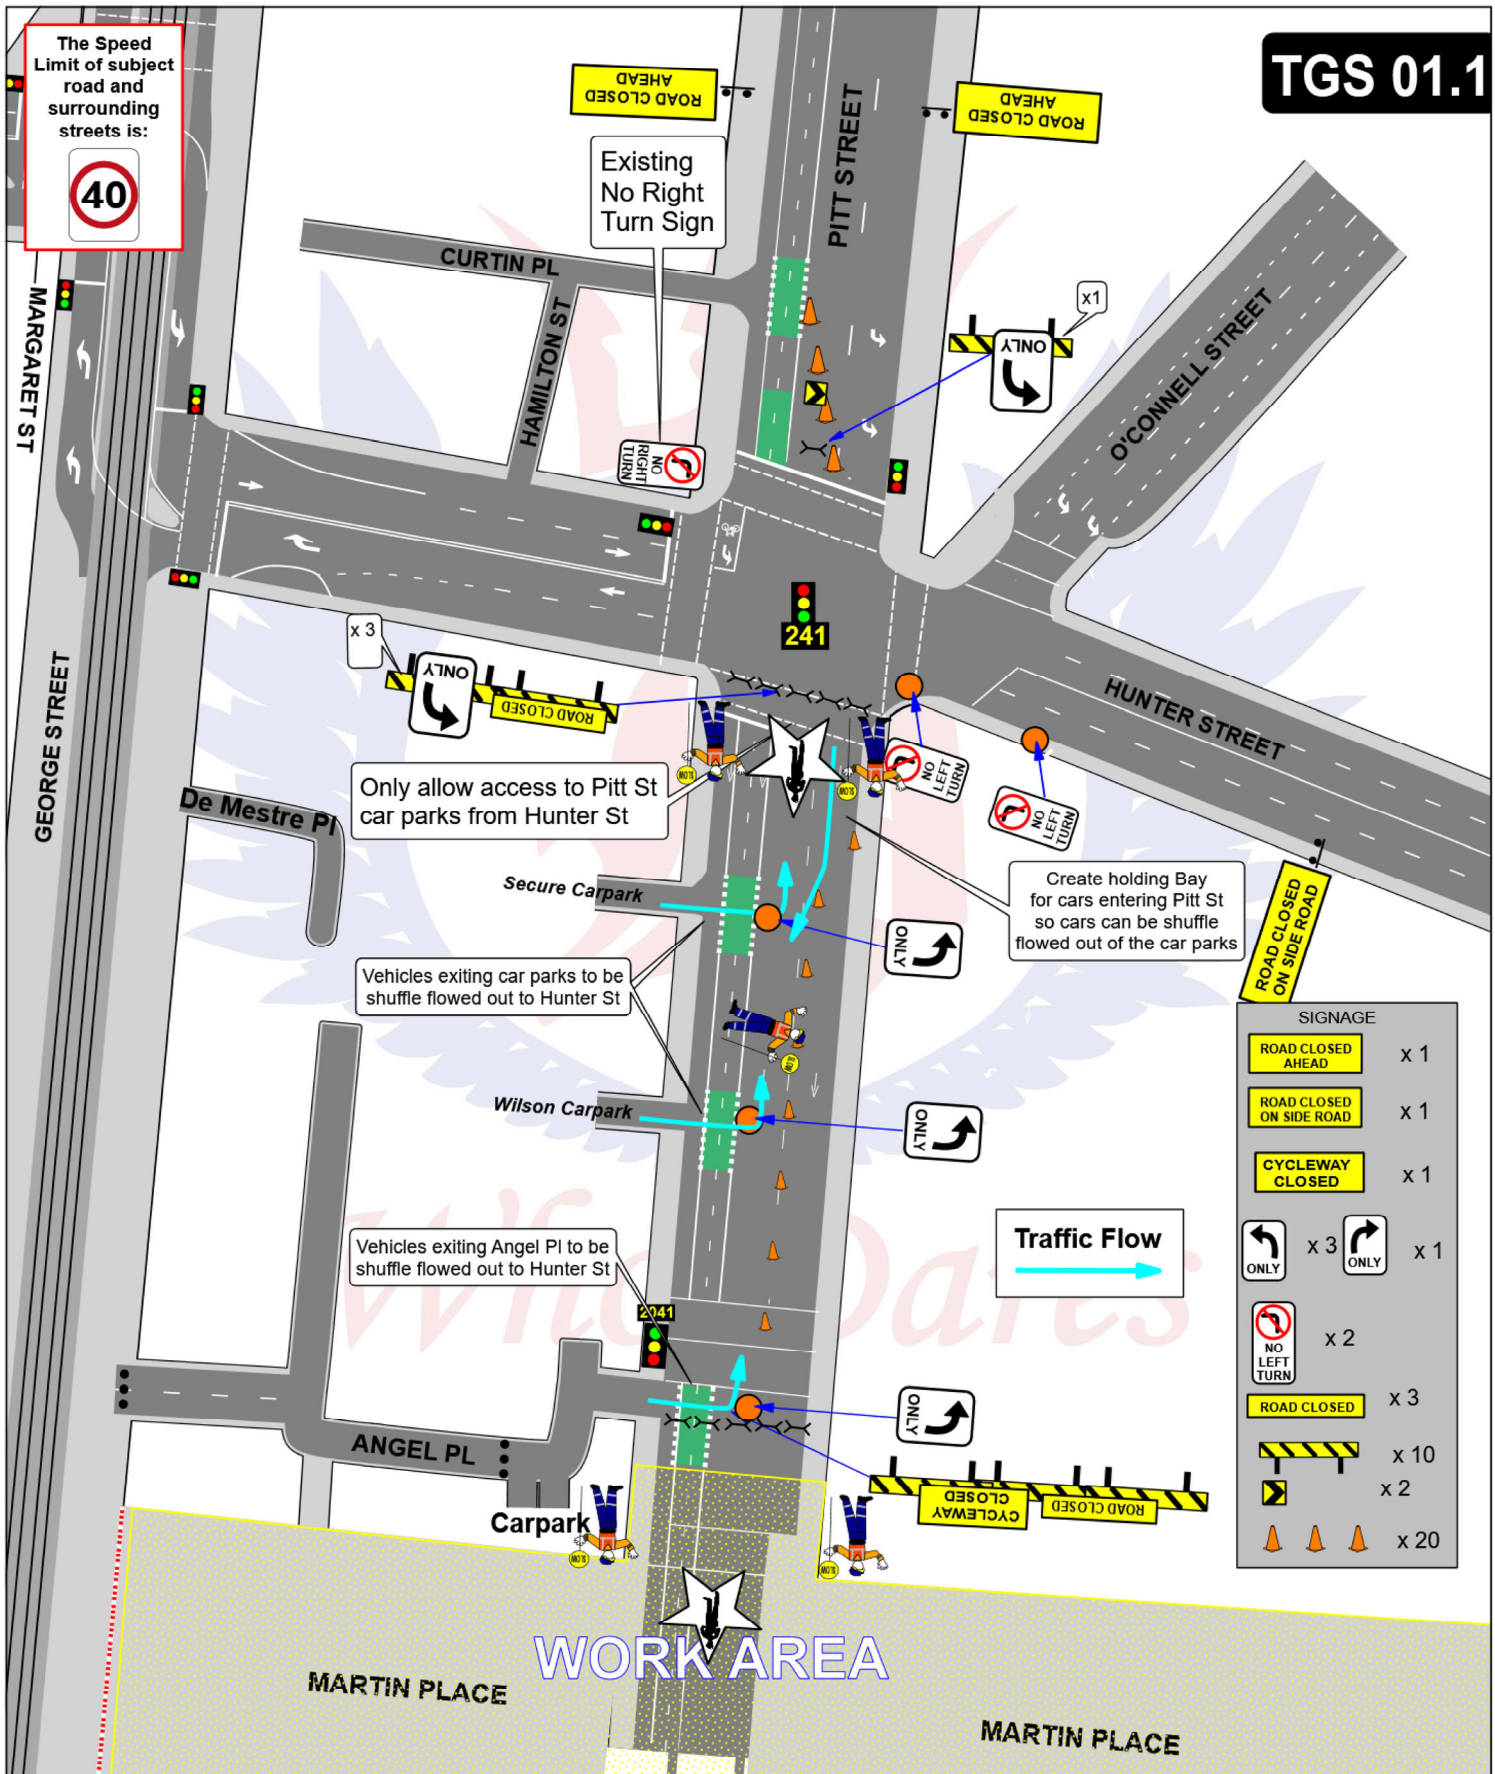 The Speed
Limit of subject
road and
surrounding
streets is:
40
TGS 01.1
ROAD CLOSED
AHEAD
ROAD CLOSED
AHEAD
PITT STREET
Existing
No Right
Turn Sign
CURTIN PL
HAMILTON ST
MARGARET ST
x1
ONLY
O'CONNELL STREET
NO
RIGHT
TURN
241
x 3
ONLY
ROAD CLOSED
GEORGE STREET
HUNTER STREET
SLOW
SLOW
NO
LEFT
TURN
NO
LEFT
TURN
Only allow access to Pitt St
car parks from Hunter St
De Mestre Pl
Secure Carpark
Create holding Bay
for cars entering Pitt St
so cars can be shuffle
flowed out of the car parks
ROAD CLOSED
ON SIDE ROAD
ONLY
Vehicles exiting car parks to be
shuffle flowed out to Hunter St
SLOW
Wilson Carpark
ONLY
SIGNAGE
ROAD CLOSED
AHEAD
x 1
ROAD CLOSED
ON SIDE ROAD
x 1
CYCLEWAY
CLOSED
x 1
ONLY
x 3
ONLY
x 1
NO
LEFT
TURN
x 2
ROAD CLOSED
x 3
x 10
x 2
x 20
Traffic Flow
Vehicles exiting Angel Pl to be
shuffle flowed out to Hunter St
2041
Who Dares
ONLY
ANGEL PL
CYCLEWAY
CLOSED
ROAD CLOSED
Carpark
SLOW
SLOW
WORK AREA
MARTIN PLACE
MARTIN PLACE